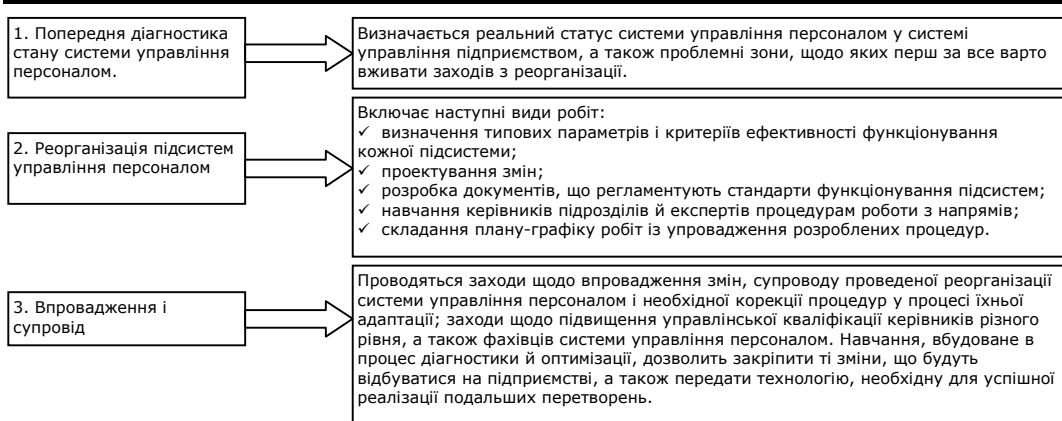 1. Попередня діагностика
стану системи управління
персоналом.
Визначається реальний статус системи управління персоналом у системі
управління підприємством, а також проблемні зони, щодо яких перш за все варто
вживати заходів з реорганізації.
2. Реорганізація підсистем
управління персоналом
Включає наступні види робіт:
✓ визначення типових параметрів і критеріїв ефективності функціонування
кожної підсистеми;
✓ проектування змін;
✓ розробка документів, що регламентують стандарти функціонування підсистем;
✓ навчання керівників підрозділів й експертів процедурам роботи з напрямів;
✓ складання плану-графіку робіт із упровадження розроблених процедур.
3. Впровадження і
супровід
Проводяться заходи щодо впровадження змін, супроводу проведеної реорганізації
системи управління персоналом і необхідної корекції процедур у процесі їхньої
адаптації; заходи щодо підвищення управлінської кваліфікації керівників різного
рівня, а також фахівців системи управління персоналом. Навчання, вбудоване в
процес діагностики й оптимізації, дозволить закріпити ті зміни, що будуть
відбуватися на підприємстві, а також передати технологію, необхідну для успішної
реалізації подальших перетворень.